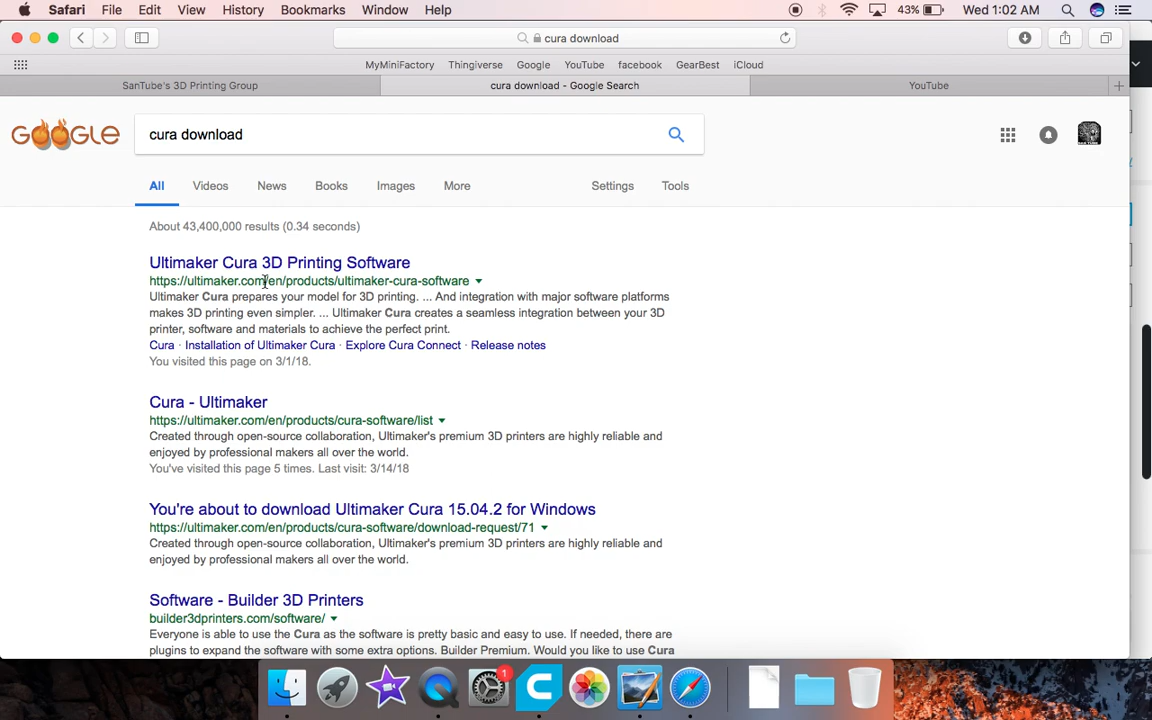 Safari File Edit View History Bookmarks Window Help 43% Wed 1:02 AM
cura download
MyMiniFactory Thingiverse Google YouTube facebook GearBest iCloud
SanTube's 3D Printing Group cura download - Google Search YouTube
GOOGLE cura download
All Videos News Books Images More Settings Tools
About 43,400,000 results (0.34 seconds)
Ultimaker Cura 3D Printing Software
https://ultimaker.com/en/products/ultimaker-cura-software
Ultimaker Cura prepares your model for 3D printing. ... And integration with major software platforms
makes 3D printing even simpler. ... Ultimaker Cura creates a seamless integration between your 3D
printer, software and materials to achieve the perfect print.
Cura · Installation of Ultimaker Cura · Explore Cura Connect · Release notes
You visited this page on 3/1/18.
Cura - Ultimaker
https://ultimaker.com/en/products/cura-software/list
Created through open-source collaboration, Ultimaker's premium 3D printers are highly reliable and
enjoyed by professional makers all over the world.
You've visited this page 5 times. Last visit: 3/14/18
You're about to download Ultimaker Cura 15.04.2 for Windows
https://ultimaker.com/en/products/cura-software/download-request/71
Created through open-source collaboration, Ultimaker's premium 3D printers are highly reliable and
enjoyed by professional makers all over the world.
Software - Builder 3D Printers
builder3dprinters.com/software/
Everyone is able to use the Cura as the software is pretty basic and easy to use. If needed, there are
plugins to expand the software with some extra options. Builder Premium. Would you like to use Cura
1